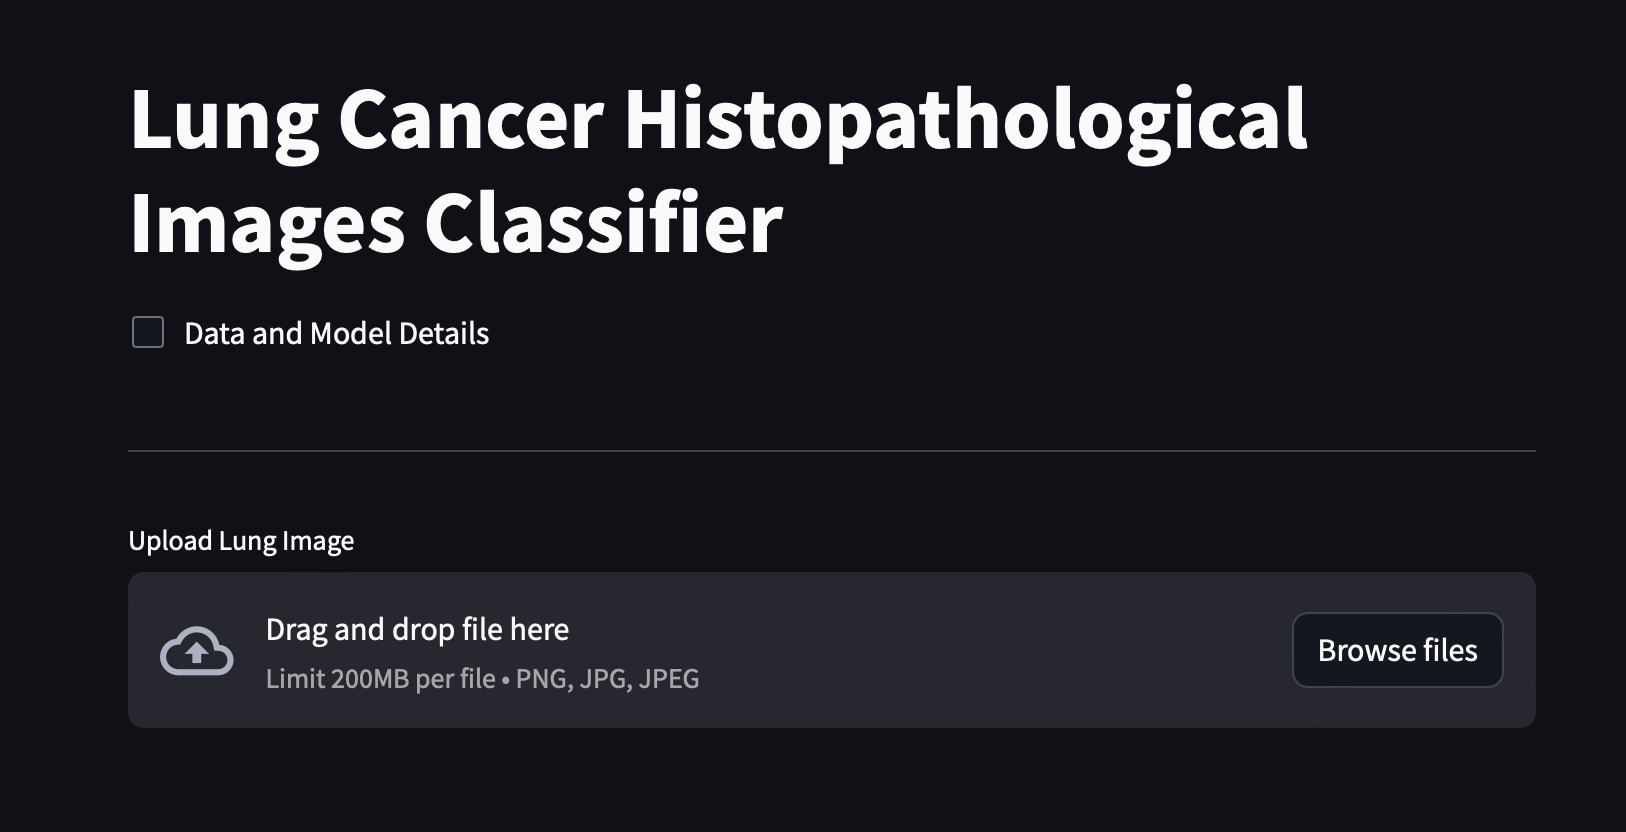 Lung Cancer Histopathological
Images Classifier
Data and Model Details
Upload Lung Image
Drag and drop file here
Limit 200MB per file • PNG, JPG, JPEG
Browse files